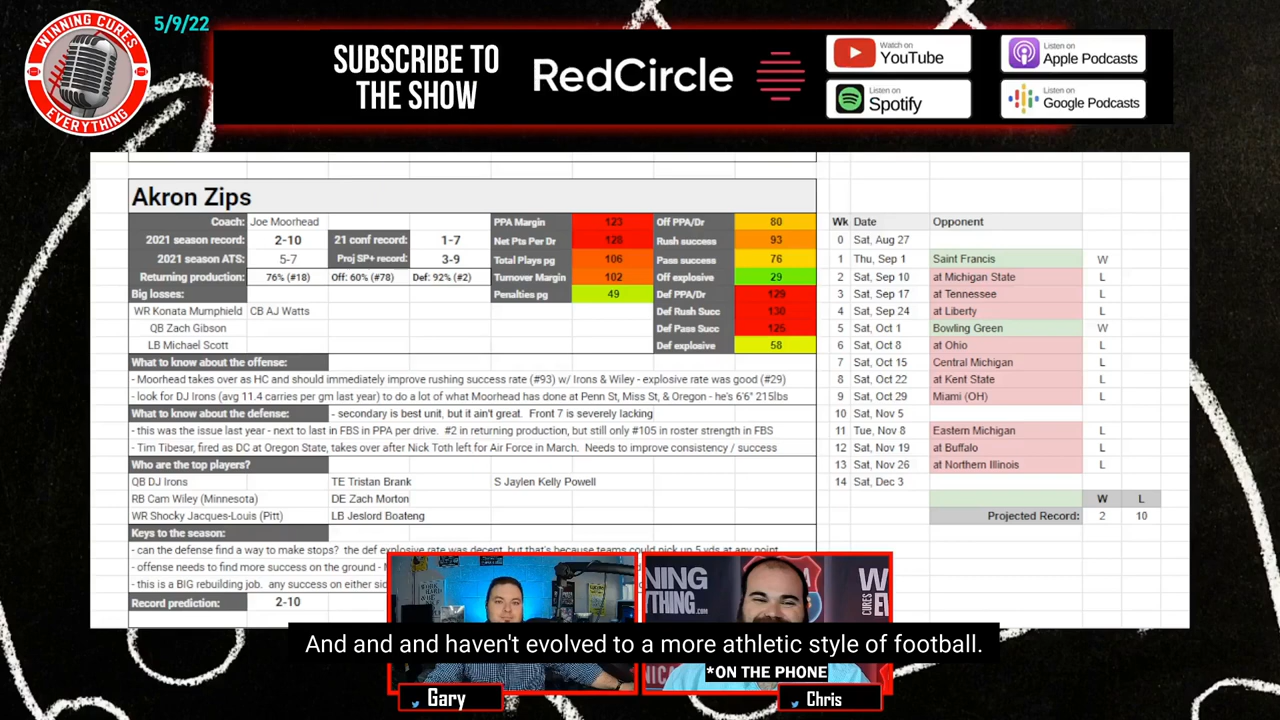 5/9/22
WINNING CURES
EVERYTHING
SUBSCRIBE TO
THE SHOW
RedCircle
Watch on
YouTube
Listen on
Apple Podcasts
Listen on
Spotify
Listen on
Google Podcasts
Akron Zips
Coach: Joe Moorhead PPA Margin 123 Off PPA/Dr 80
2021 season record: 2-10 21 conf record: 1-7 Net Pts Per Dr 128 Rush success 93
2021 season ATS: 5-7 Proj SP+ record: 3-9 Total Plays pg 106 Pass success 76
Returning production: 76% (#18) Off: 60% (#78) Def: 92% (#2) Turnover Margin 102 Off explosive 29
Big losses: Penalties pg 49 Def PPA/Dr 129
WR Konata Mumphield CB AJ Watts Def Rush Succ 130
QB Zach Gibson Def Pass Succ 125
LB Michael Scott Def explosive 58
What to know about the offense:
- Moorhead takes over as HC and should immediately improve rushing success rate (#93) w/ Irons & Wiley - explosive rate was good (#29)
- look for DJ Irons (avg 11.4 carries per gm last year) to do a lot of what Moorhead has done at Penn St, Miss St, & Oregon - he's 6'6" 215lbs
What to know about the defense: - secondary is best unit, but it ain't great. Front 7 is severely lacking
- this was the issue last year - next to last in FBS in PPA per drive. #2 in returning production, but still only #105 in roster strength in FBS
- Tim Tibesar, fired as DC at Oregon State, takes over after Nick Toth left for Air Force in March. Needs to improve consistency / success
Who are the top players?
QB DJ Irons TE Tristan Brank S Jaylen Kelly Powell
RB Cam Wiley (Minnesota) DE Zach Morton
WR Shocky Jacques-Louis (Pitt) LB Jeslord Boateng
Keys to the season:
- can the defense find a way to make stops? the def explosive rate was decent, but that's because teams could pick up 5 yds at any point
- offense needs to find more success on the ground -
- this is a BIG rebuilding job. any success on either
Record prediction: 2-10
Wk Date Opponent
0 Sat, Aug 27
1 Thu, Sep 1 Saint Francis W
2 Sat, Sep 10 at Michigan State L
3 Sat, Sep 17 at Tennessee L
4 Sat, Sep 24 at Liberty L
5 Sat, Oct 1 Bowling Green W
6 Sat, Oct 8 at Ohio L
7 Sat, Oct 15 Central Michigan L
8 Sat, Oct 22 at Kent State L
9 Sat, Oct 29 Miami (OH) L
10 Sat, Nov 5
11 Tue, Nov 8 Eastern Michigan L
12 Sat, Nov 19 at Buffalo L
13 Sat, Nov 26 at Northern Illinois L
14 Sat, Dec 3
W L
Projected Record: 2 10
And and and haven't evolved to a more athletic style of football.
*ON THE PHONE
Gary
Chris